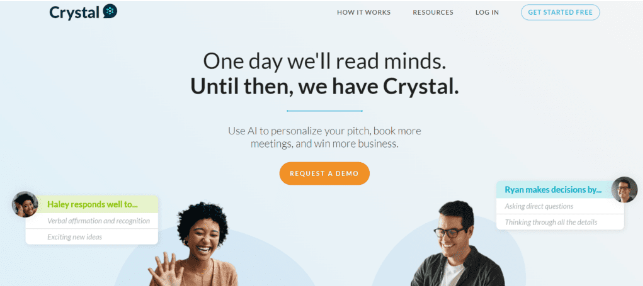 Crystal
HOW IT WORKS
RESOURCES
LOG IN
GET STARTED FREE
One day we'll read minds.
Until then, we have Crystal.
Use AI to personalize your pitch, book more
meetings, and win more business.
REQUEST A DEMO
Haley responds well to...
Verbal affirmation and recognition
Exciting new ideas
Ryan makes decisions by...
Asking direct questions
Thinking through all the details